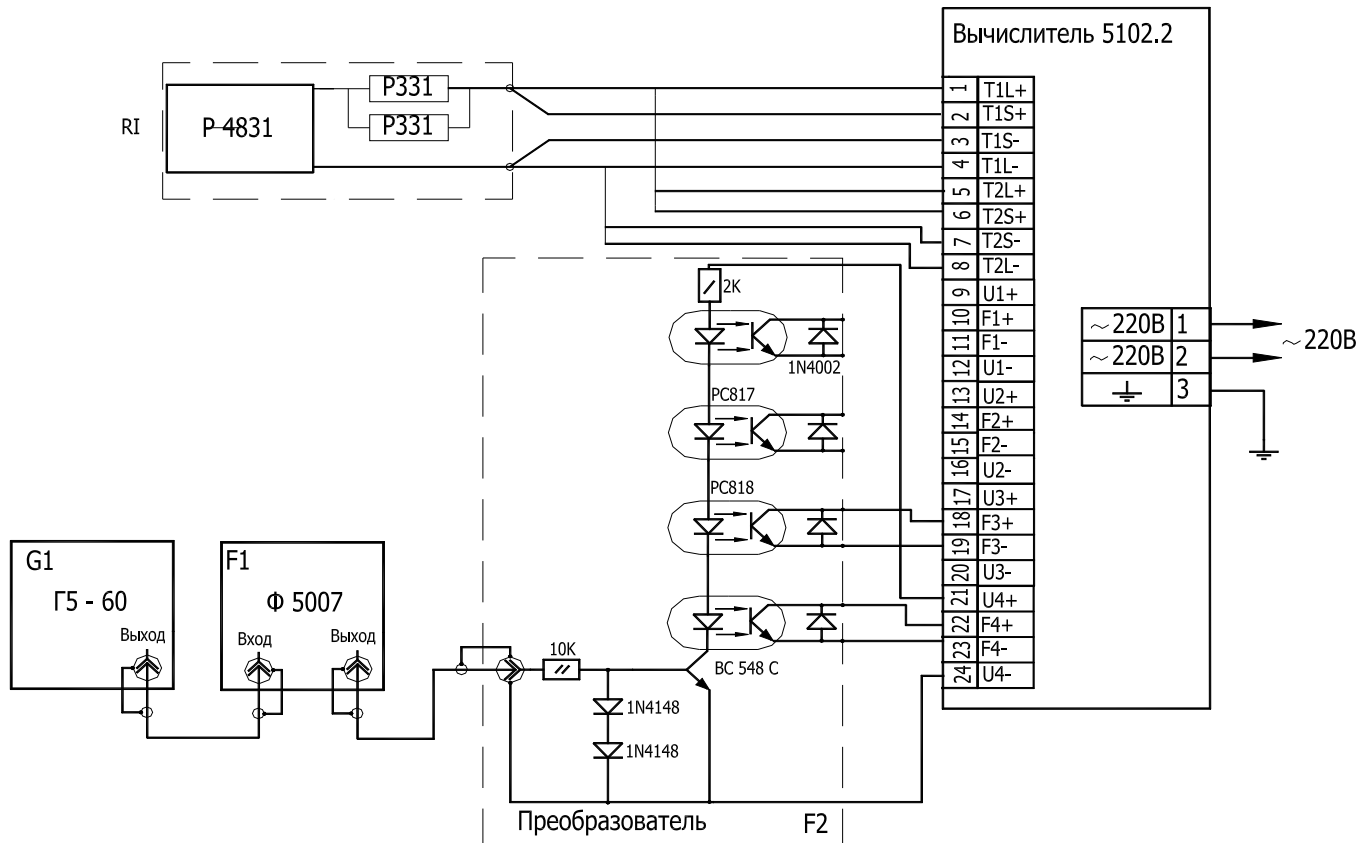 Вычислитель 5102.2
RI
Р-4831
Р331
Р331
1 T1L+
2 T1S+
3 T1S-
4 T1L-
5 T2L+
6 T2S+
7 T2S-
8 T2L-
9 U1+
10 F1+
11 F1-
12 U1-
13 U2+
14 F2+
15 F2-
16 U2-
17 U3+
18 F3+
19 F3-
20 U3-
21 U4+
22 F4+
23 F4-
24 U4-
~220В 1
~220В 2
3
~220В
2K
1N4002
PC817
PC818
BC 548 C
10K
1N4148
1N4148
G1
Г5 - 60
Выход
F1
Ф 5007
Вход
Выход
Преобразователь
F2